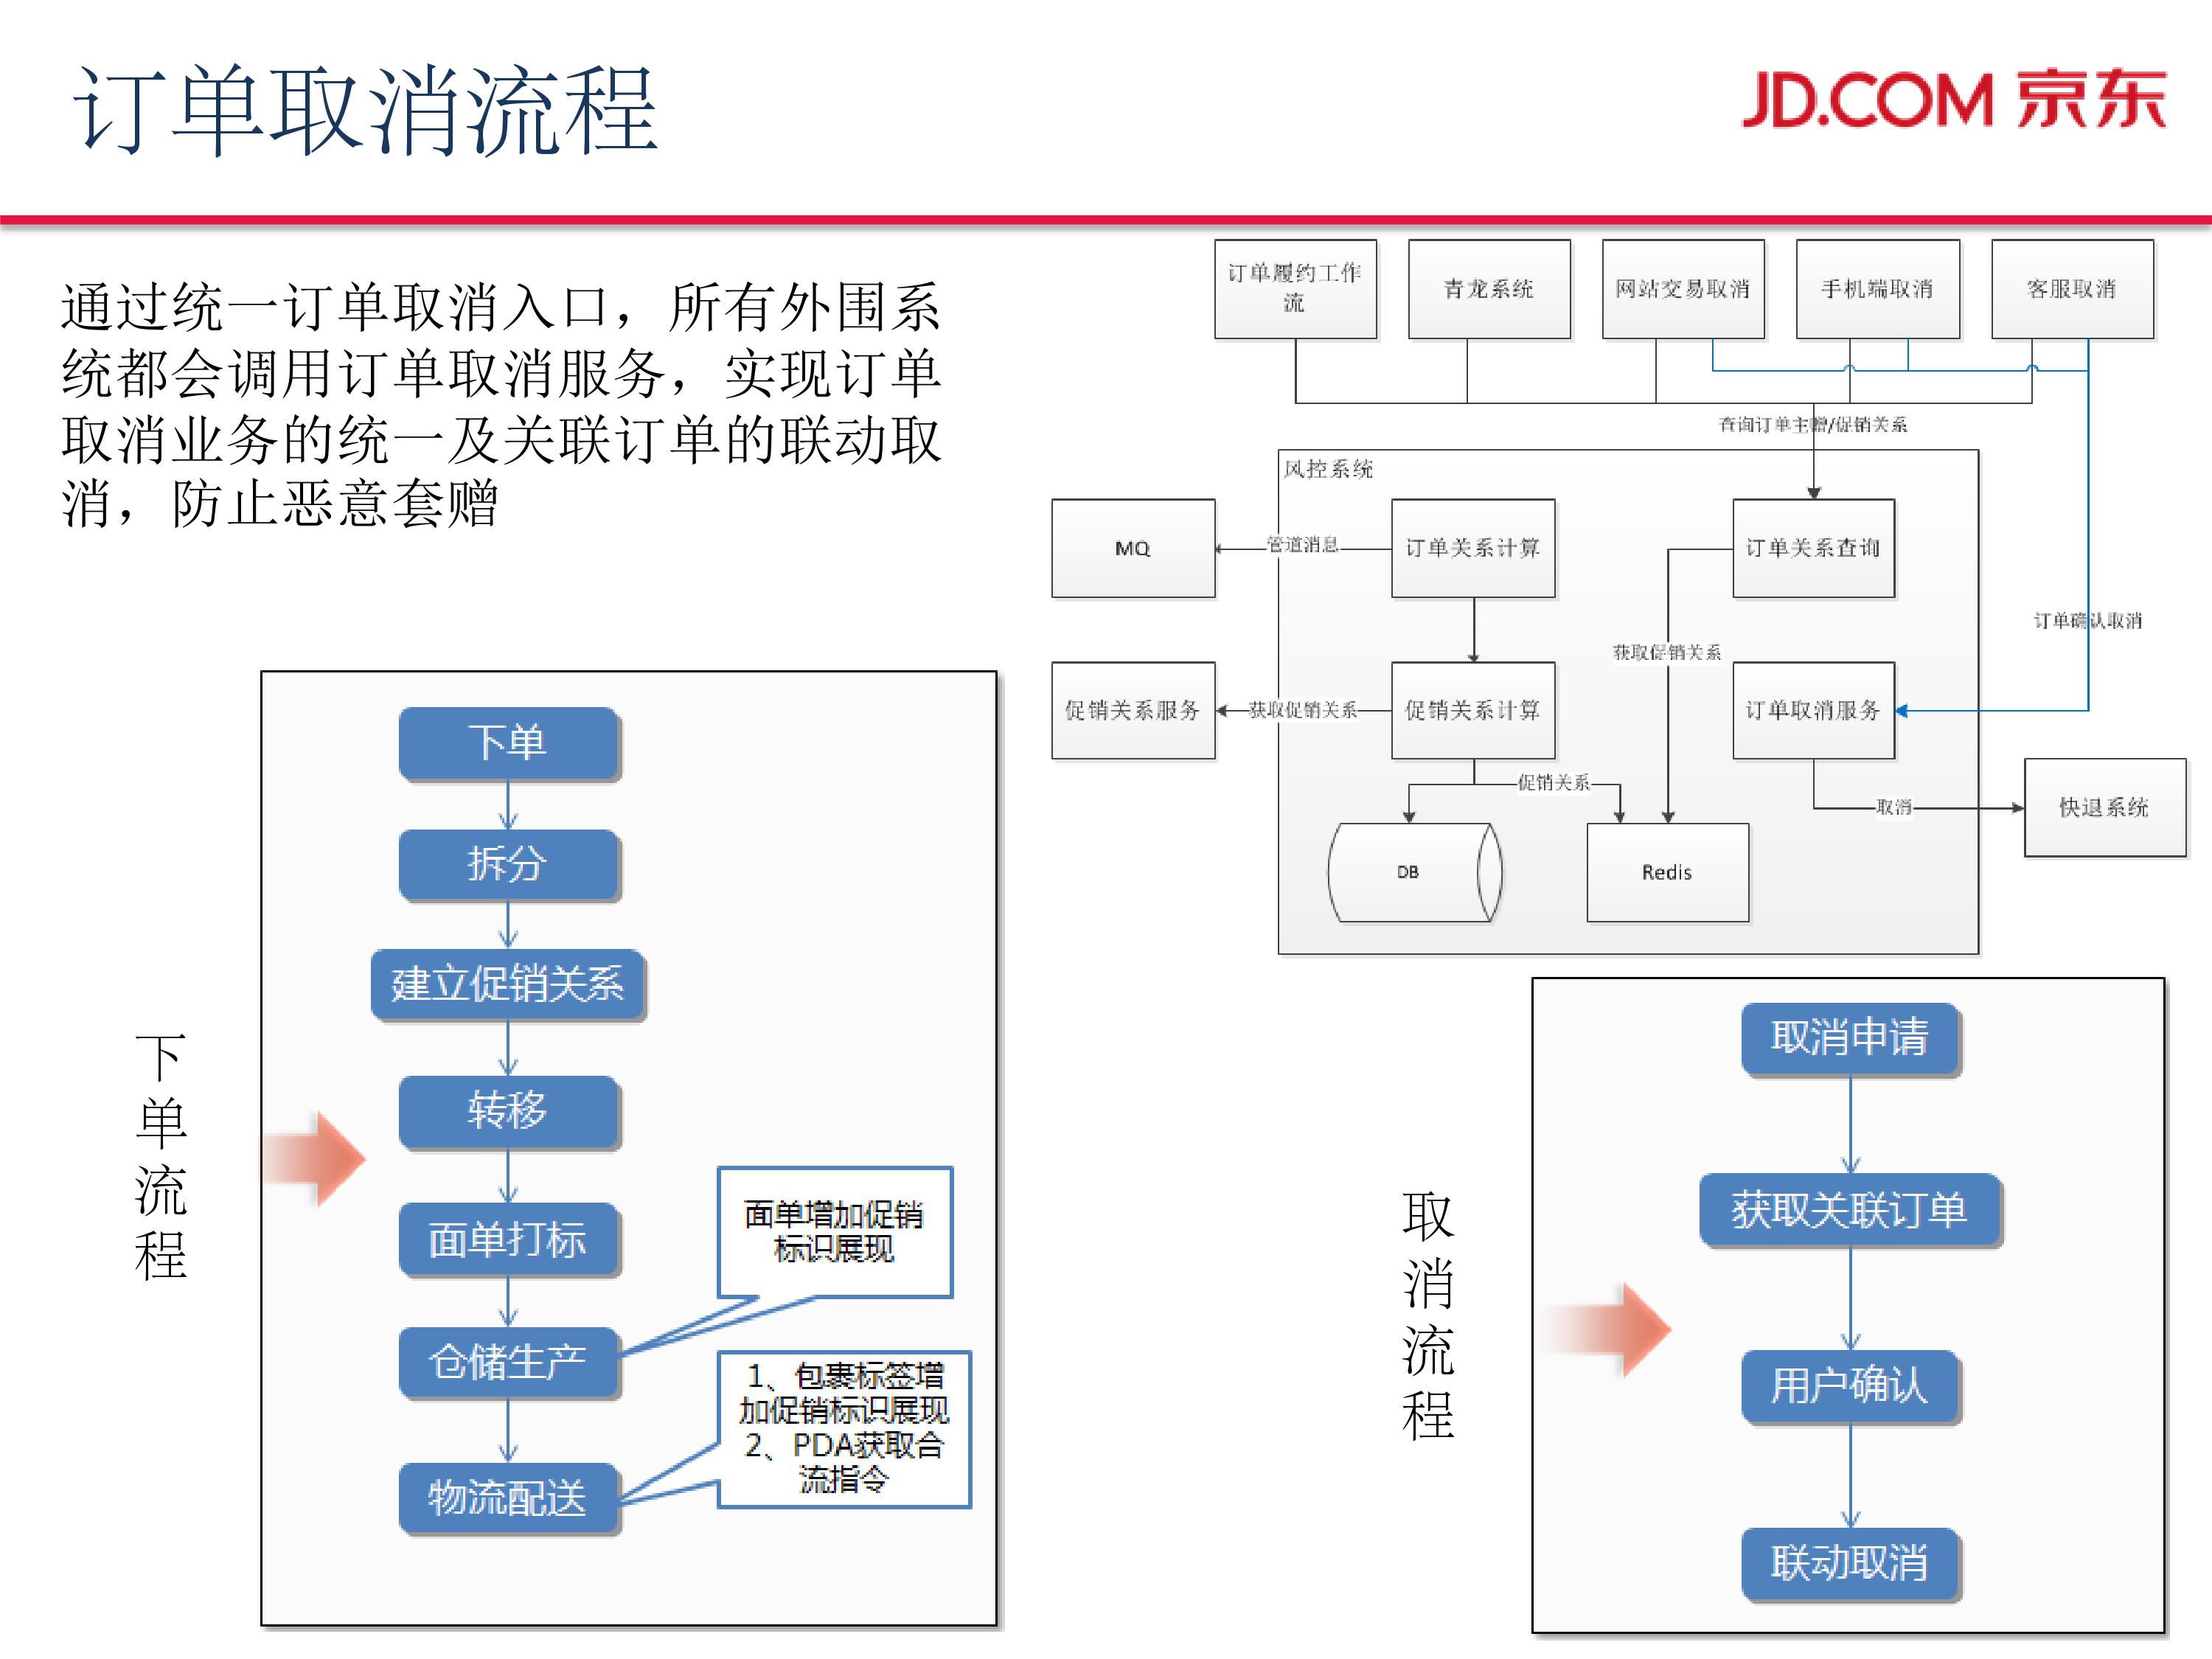 订单取消流程
JD.COM 京东
通过统一订单取消入口，所有外围系
统都会调用订单取消服务，实现订单
取消业务的统一及关联订单的联动取
消，防止恶意套赠
订单履约工作
流
青龙系统
网站交易取消
手机端取消
客服取消
查询订单主赠/促销关系
风控系统
MQ
管道消息
订单关系计算
订单关系查询
订单确认取消
获取促销关系
促销关系服务
获取促销关系
促销关系计算
订单取消服务
促销关系
取消
快退系统
DB
Redis
下单流程
下单
拆分
建立促销关系
转移
面单打标
仓储生产
物流配送
面单增加促销
标识展现
1、包裹标签增
加促销标识展现
2、PDA获取合
流指令
取消流程
取消申请
获取关联订单
用户确认
联动取消